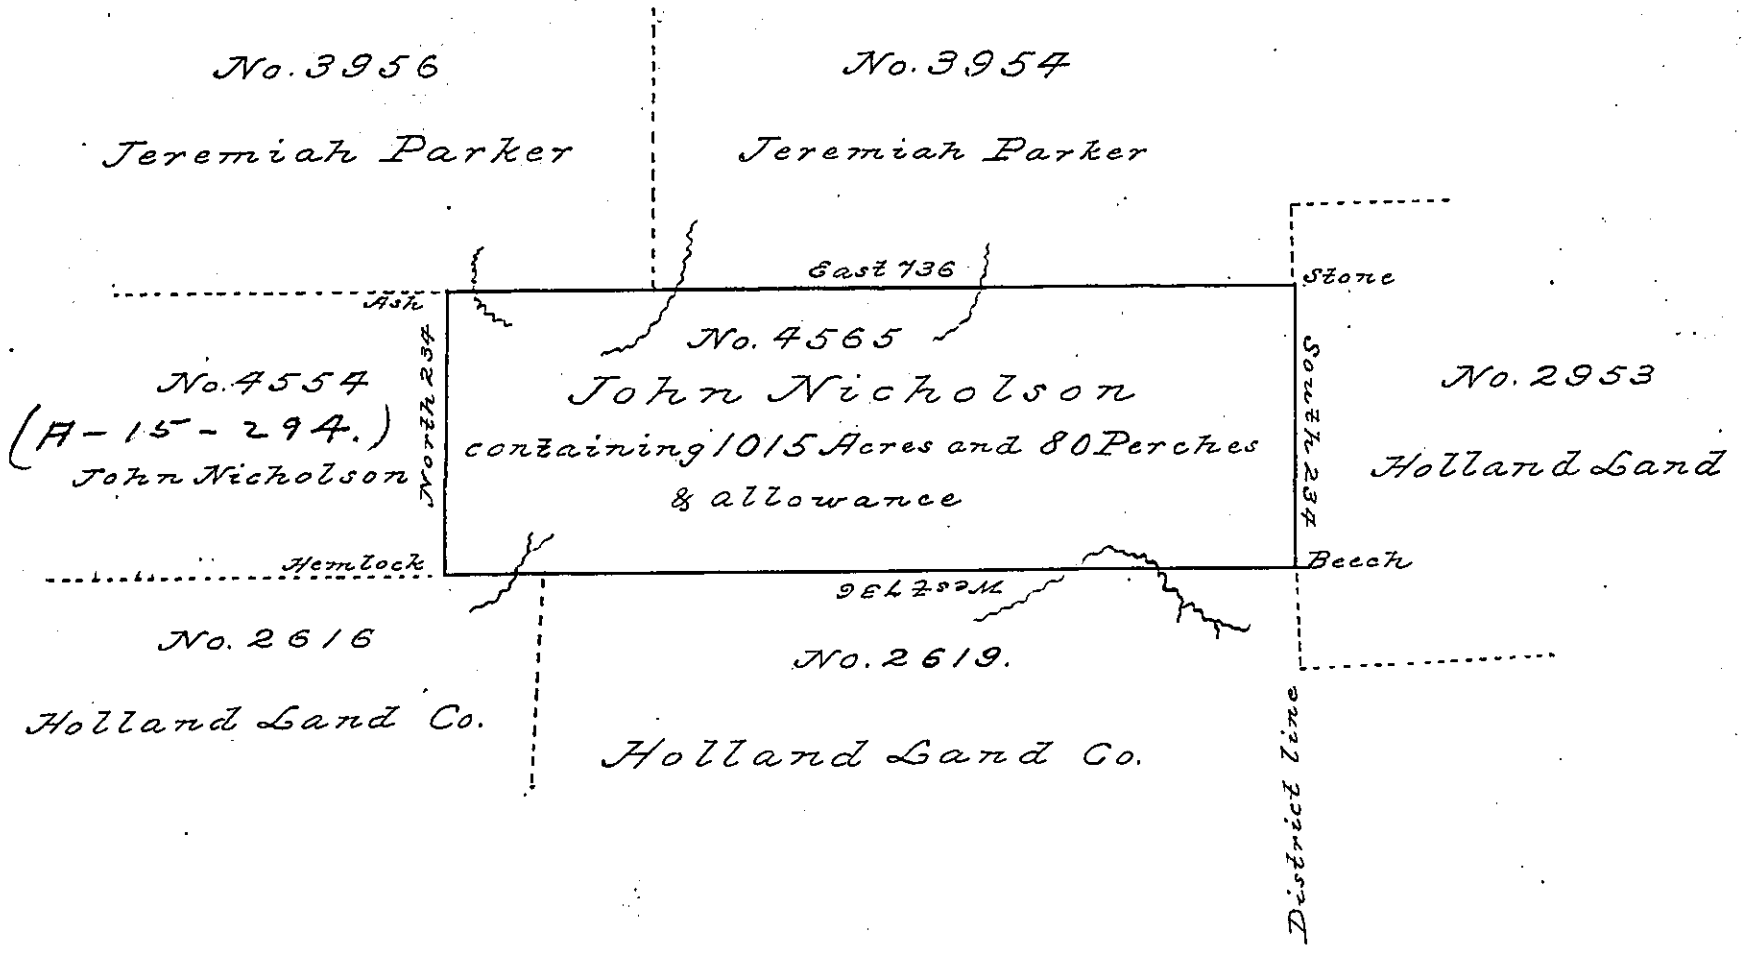 No. 3956
Jeremiah Parker
No. 3954
Jeremiah Parker
East 736
Ash
Stone
North 234
No. 4565
John Nicholson
containing 1015 Acres and 80 Perches
& allowance
South 234
No. 4554
(A-15-294.)
John Nicholson
No. 2953
Holland Land
Hemlock
Beech
West 736
No. 2616
Holland Land Co.
No. 2619.
Holland Land Co.
District line